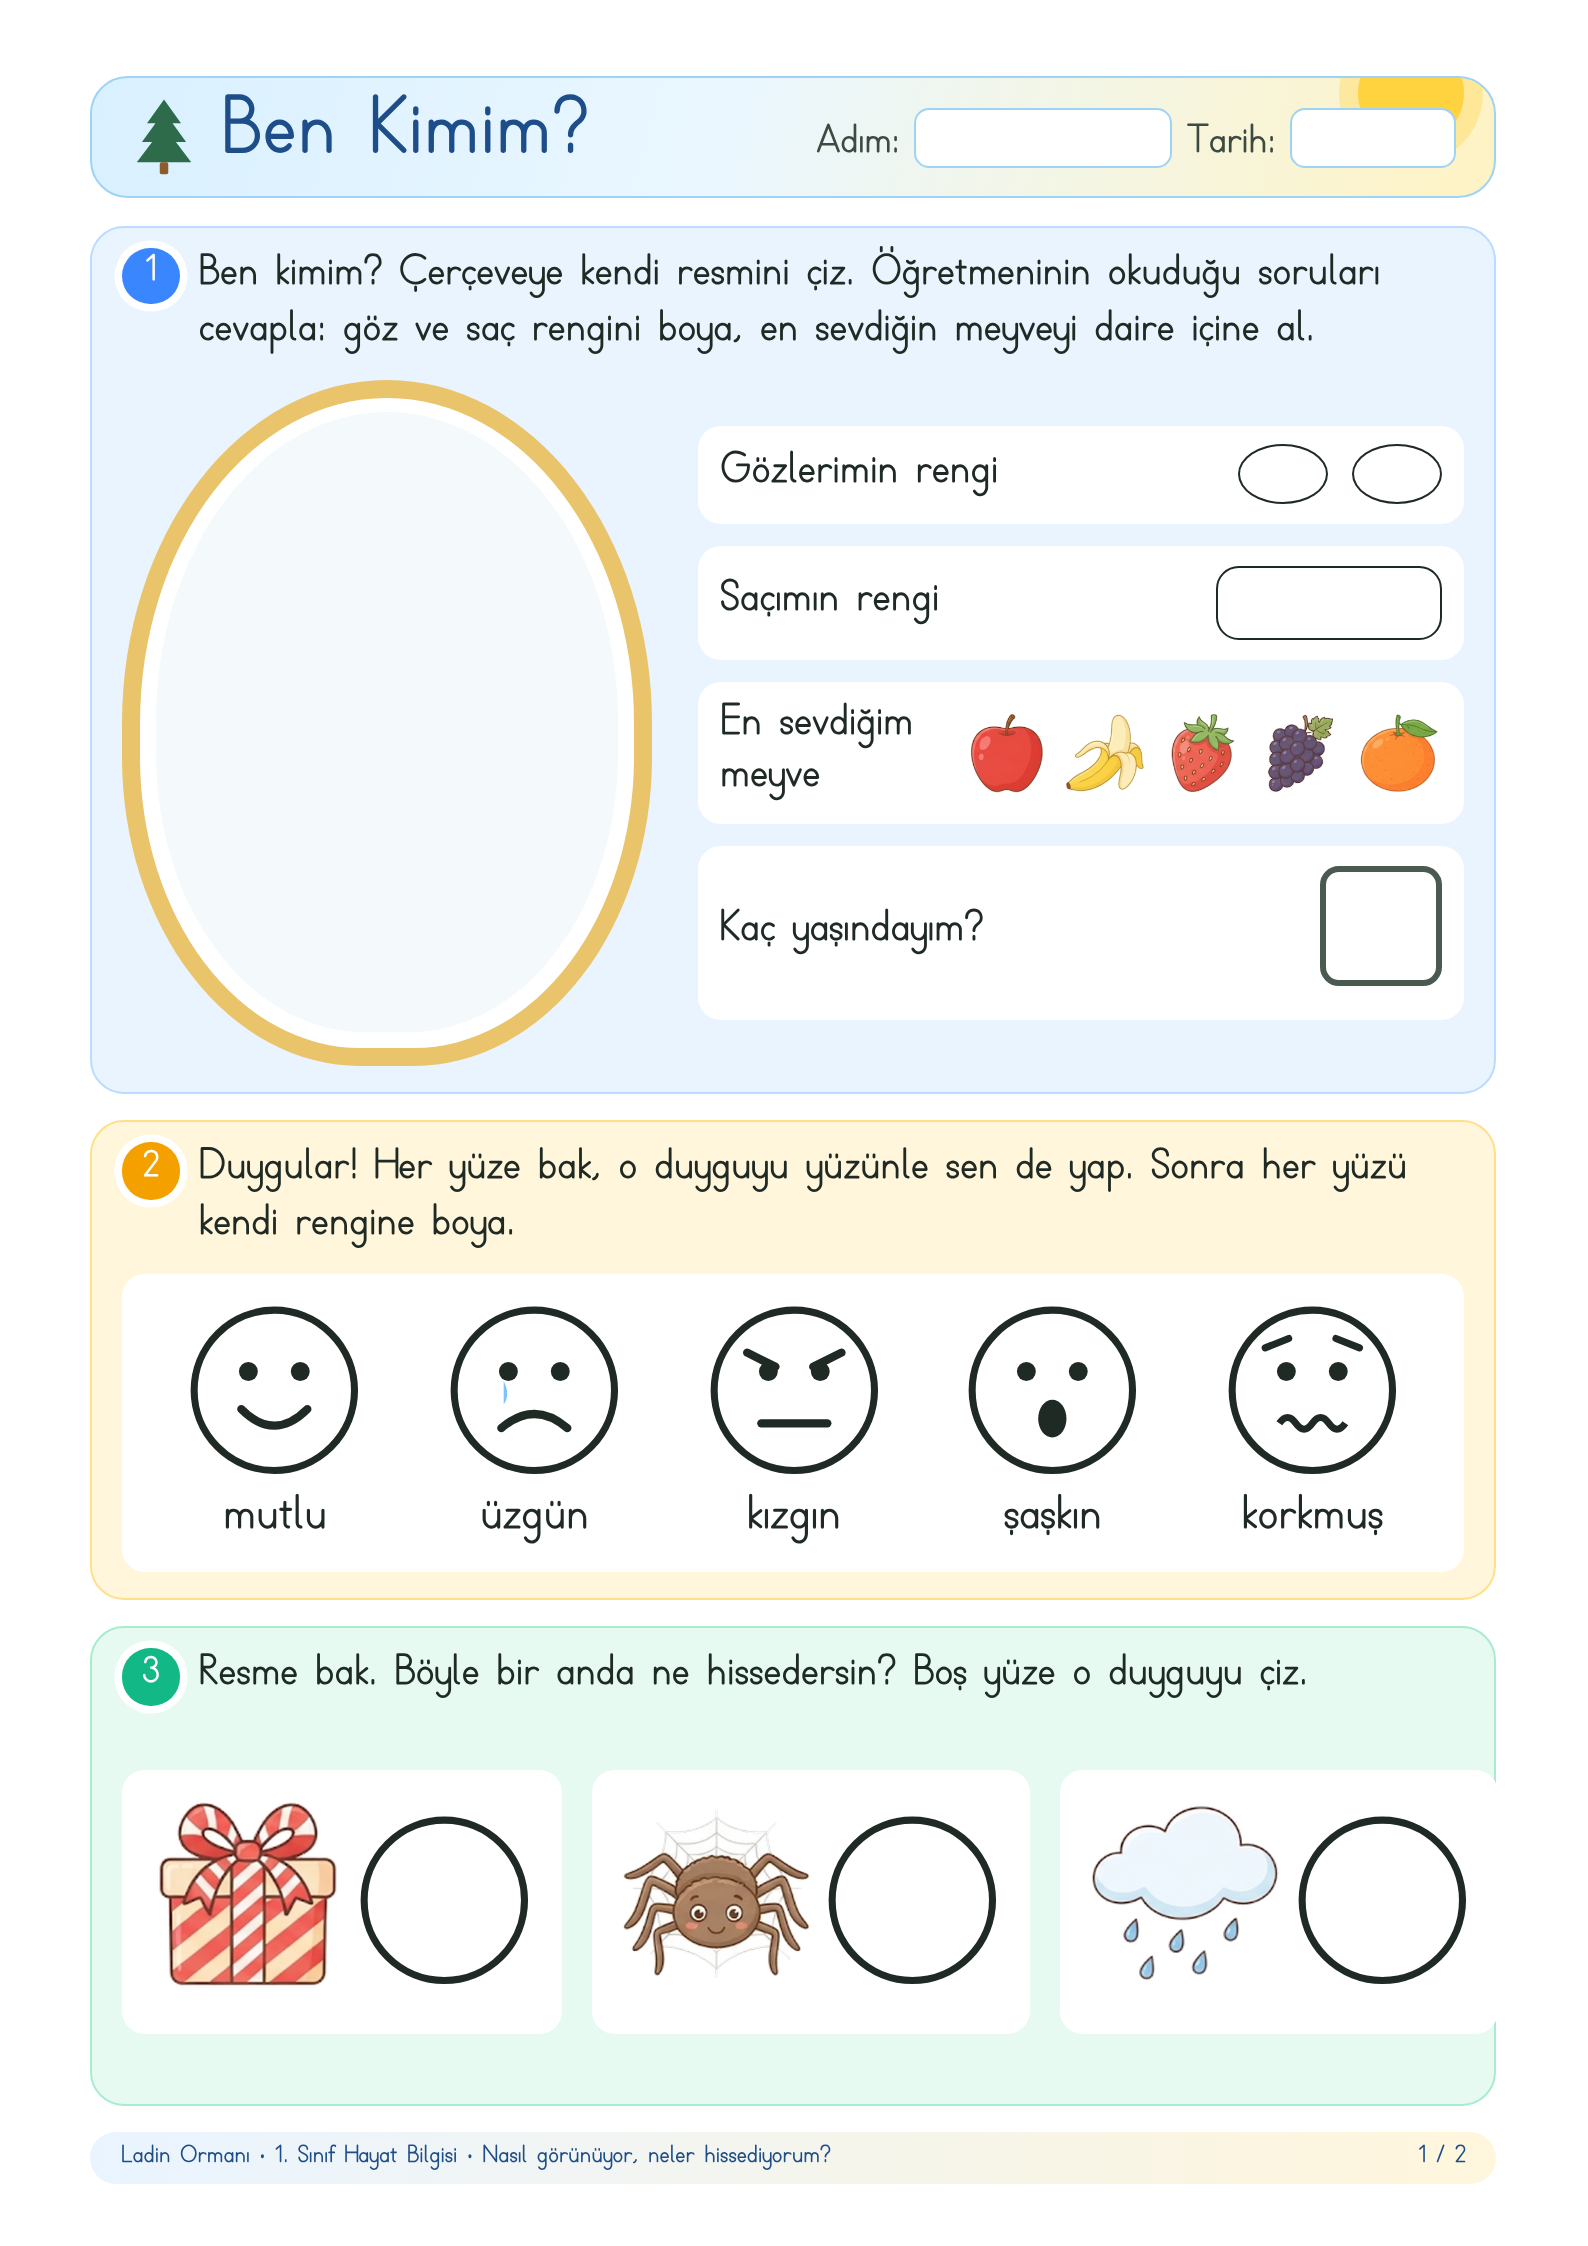 Ben Kimim?
Adım:
Tarih:
1
Ben kimim? Çerçeveye kendi resmini çiz. Öğretmeninin okuduğu soruları
cevapla: göz ve saç rengini boya, en sevdiğin meyveyi daire içine al.
Gözlerimin rengi
Saçımın rengi
En sevdiğim
meyve
Kaç yaşındayım?
2
Duygular! Her yüze bak, o duyguyu yüzünle sen de yap. Sonra her yüzü
kendi rengine boya.
mutlu
üzgün
kızgın
şaşkın
korkmuş
3
Resme bak. Böyle bir anda ne hissedersin? Boş yüze o duyguyu çiz.
Ladin Ormanı • 1. Sınıf Hayat Bilgisi • Nasıl görünüyor, neler hissediyorum?
1 / 2